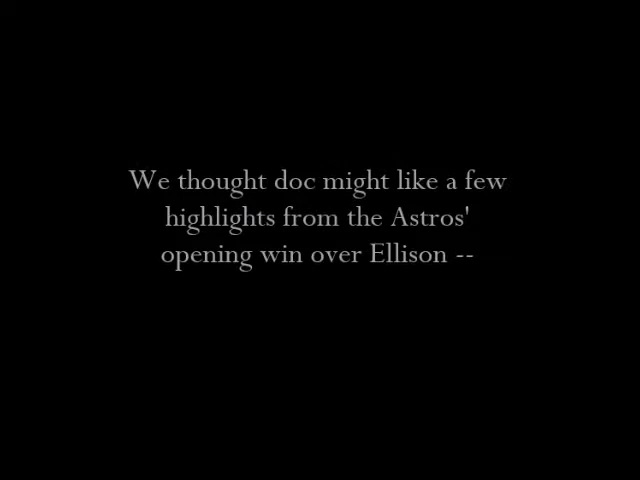 We thought doc might like a few
highlights from the Astros'
opening win over Ellison --